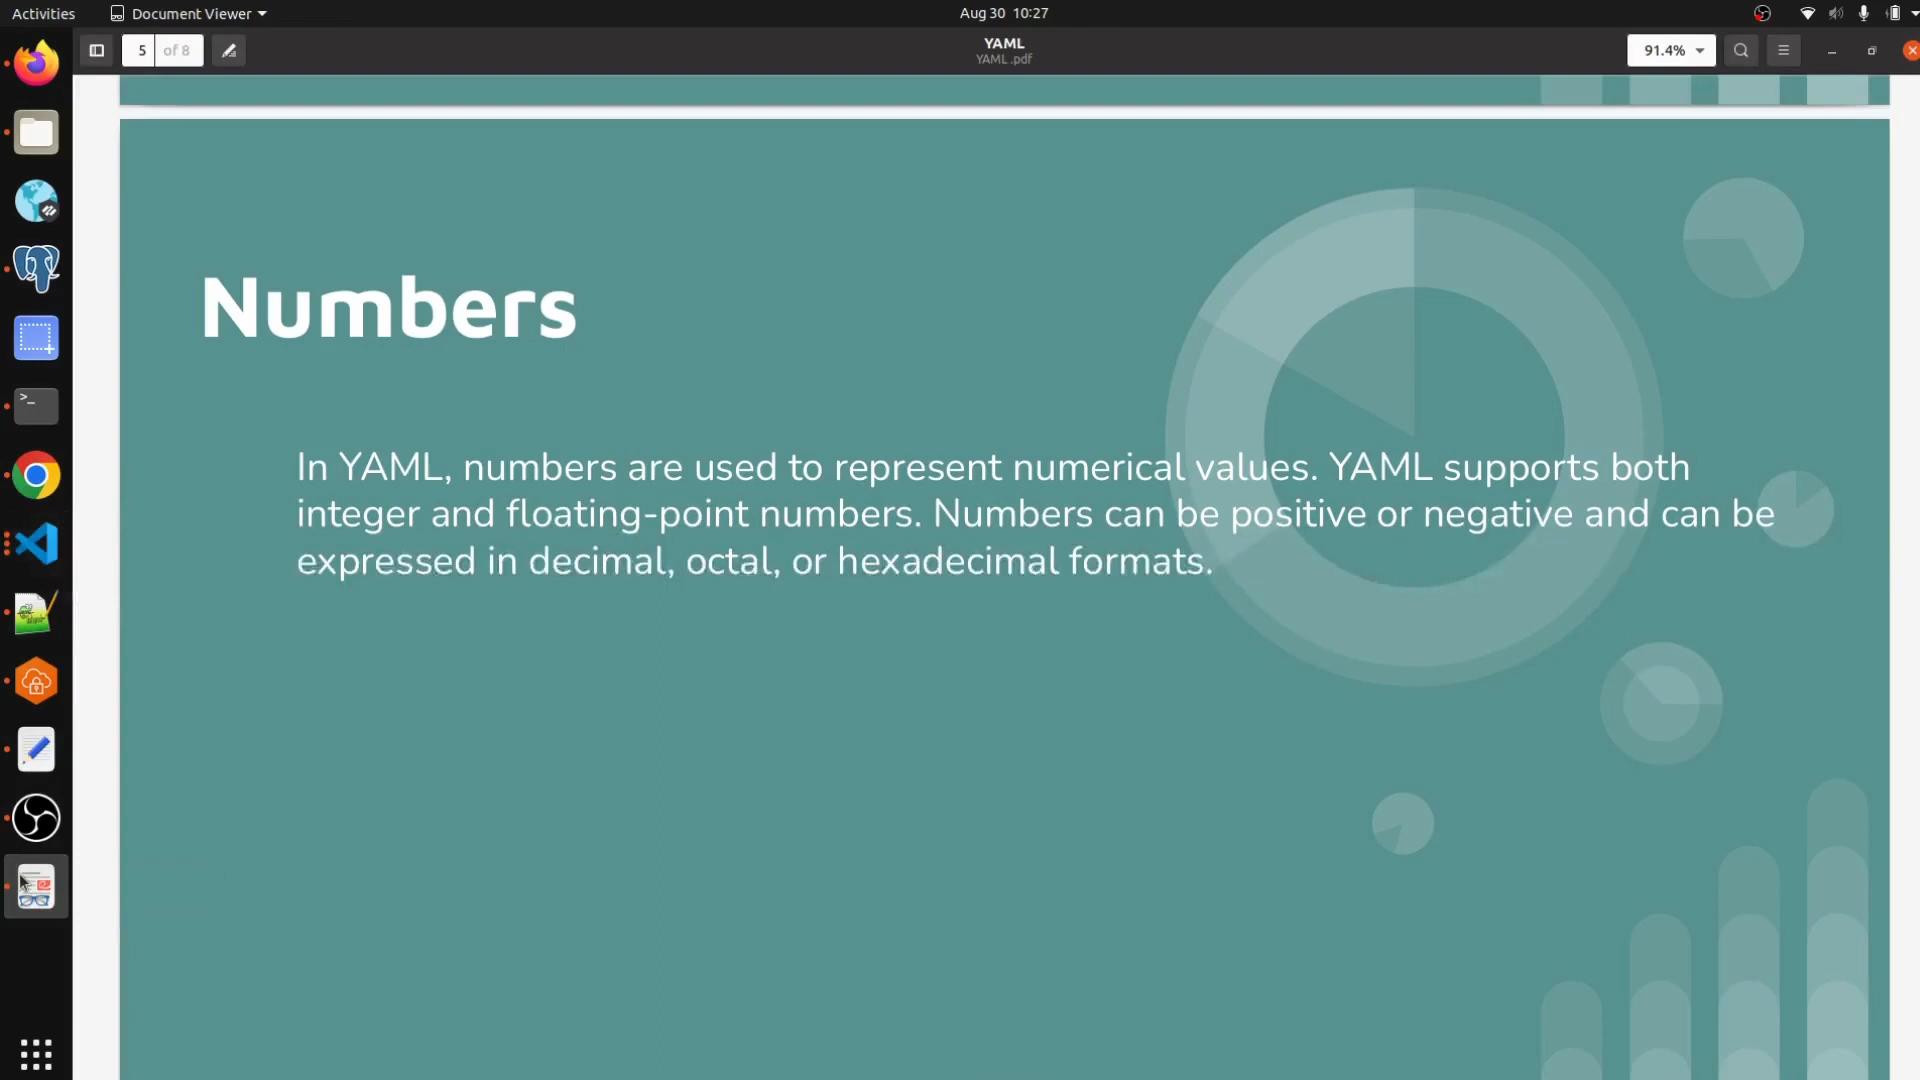 Activities
Document Viewer
Aug 30 10:27
5 of 8
YAML
YAML .pdf
91.4%
Numbers
In YAML, numbers are used to represent numerical values. YAML supports both
integer and floating-point numbers. Numbers can be positive or negative and can be
expressed in decimal, octal, or hexadecimal formats.